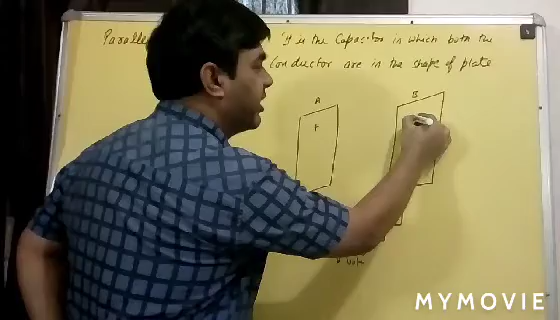 Paralle it is the Capacitor in which both the
Conductor are in the shape of plate
A
B
+
MYMOVIE